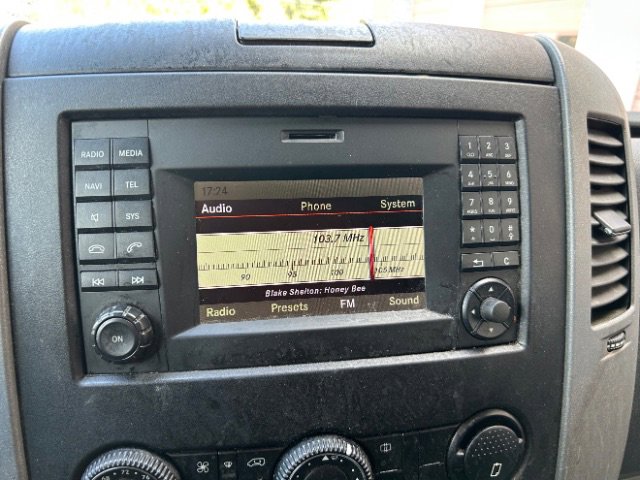 17:24
Audio Phone System
103.7 MHz
90 95 100 105 MHz
Blake Shelton: Honey Bee
Radio Presets FM Sound
RADIO MEDIA
NAVI TEL
SYS
ON
1 2 3
4 5 6
7 8 9
* 0 #
C